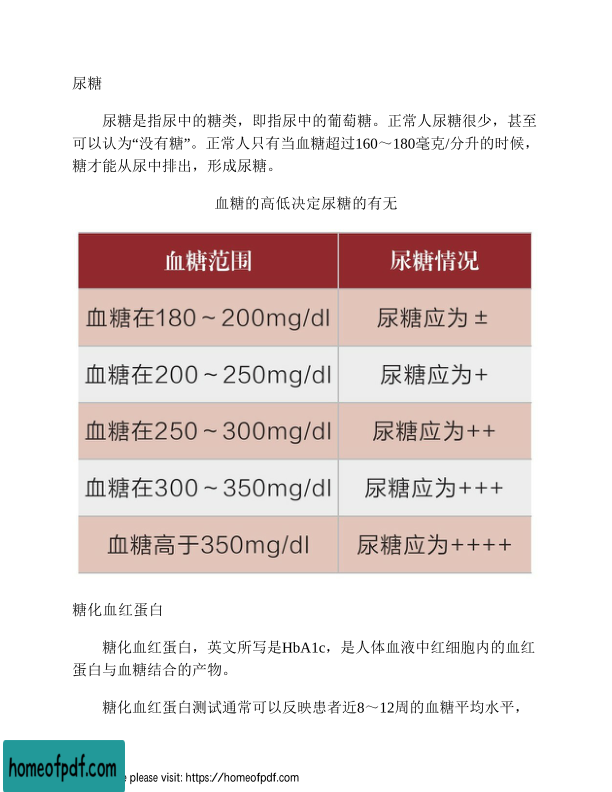 尿糖
尿糖是指尿中的糖类，即指尿中的葡萄糖。正常人尿糖很少，甚至
可以认为“没有糖”。正常人只有当血糖超过160～180毫克/分升的时候，
糖才能从尿中排出，形成尿糖。
血糖的高低决定尿糖的有无
血糖范围 尿糖情况
血糖在180～200mg/dl 尿糖应为±
血糖在200～250mg/dl 尿糖应为+
血糖在250～300mg/dl 尿糖应为++
血糖在300～350mg/dl 尿糖应为+++
血糖高于350mg/dl 尿糖应为++++
糖化血红蛋白
糖化血红蛋白，英文所写是HbA1c，是人体血液中红细胞内的血红
蛋白与血糖结合的产物。
糖化血红蛋白测试通常可以反映患者近8～12周的血糖平均水平，
homeofpdf.com
please visit: https://homeofpdf.com